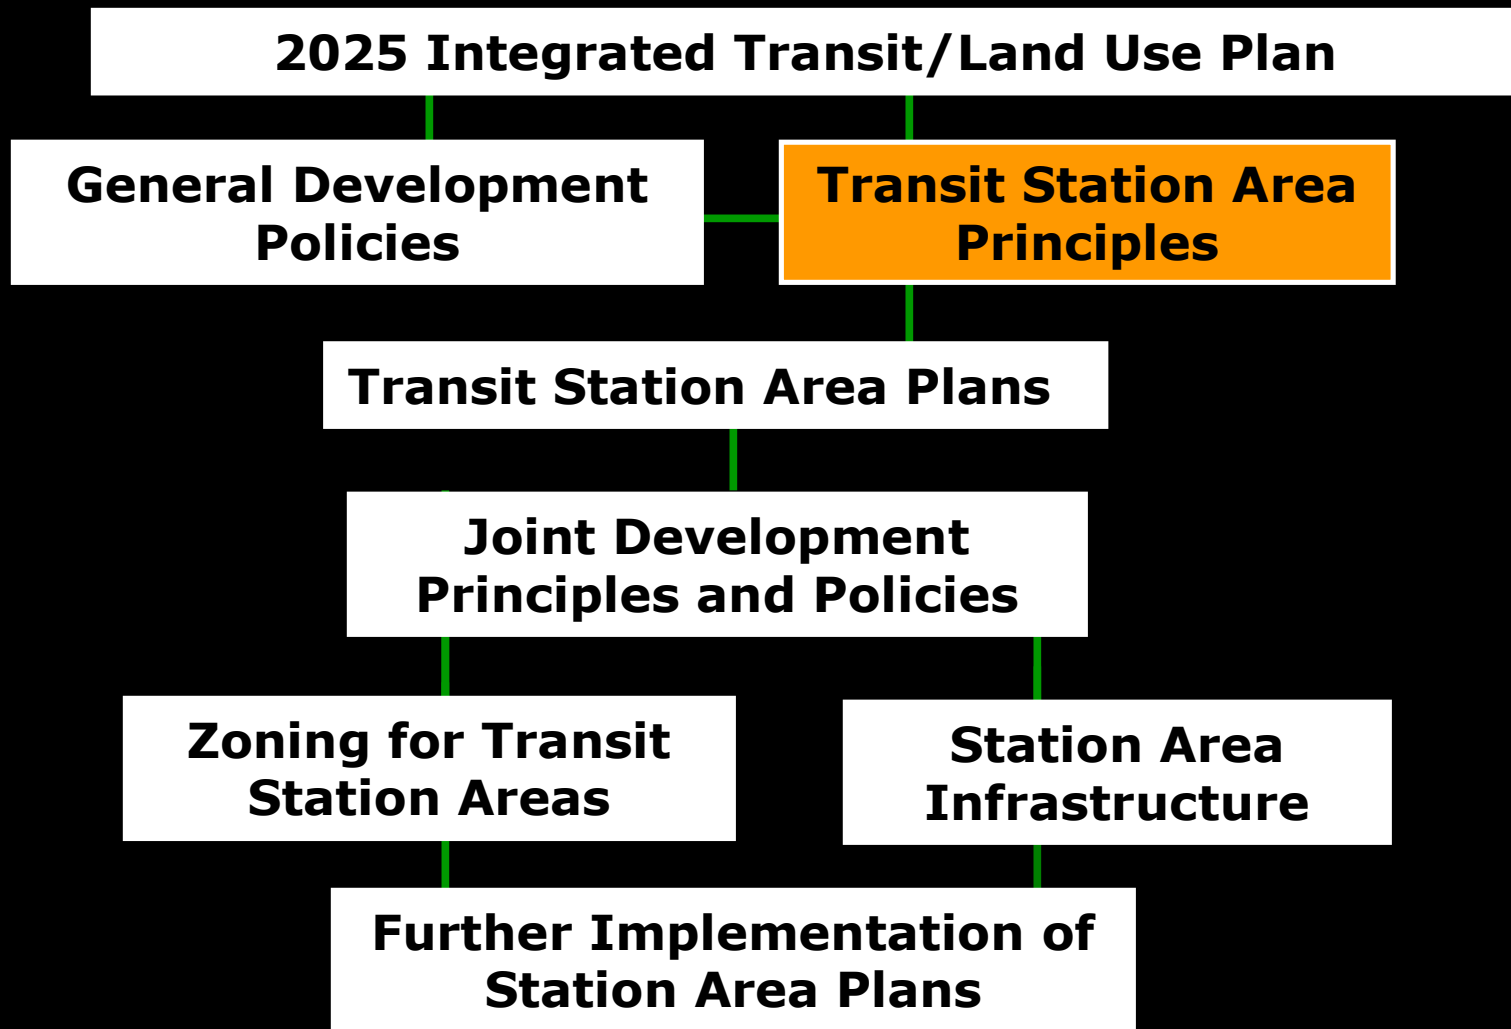 2025 Integrated Transit/Land Use Plan
General Development
Policies
Transit Station Area
Principles
Transit Station Area Plans
Joint Development
Principles and Policies
Zoning for Transit
Station Areas
Station Area
Infrastructure
Further Implementation of
Station Area Plans